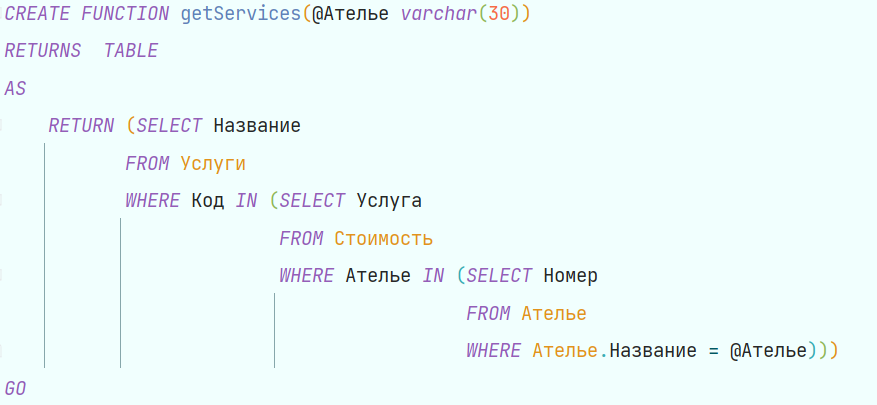 CREATE FUNCTION getServices(@Ателье varchar(30))
RETURNS  TABLE
AS
    RETURN (SELECT Название
           FROM Услуги
           WHERE Код IN (SELECT Услуга
                         FROM Стоимость
                         WHERE Ателье IN (SELECT Номер
                                          FROM Ателье
                                          WHERE Ателье.Название = @Ателье)))
GO